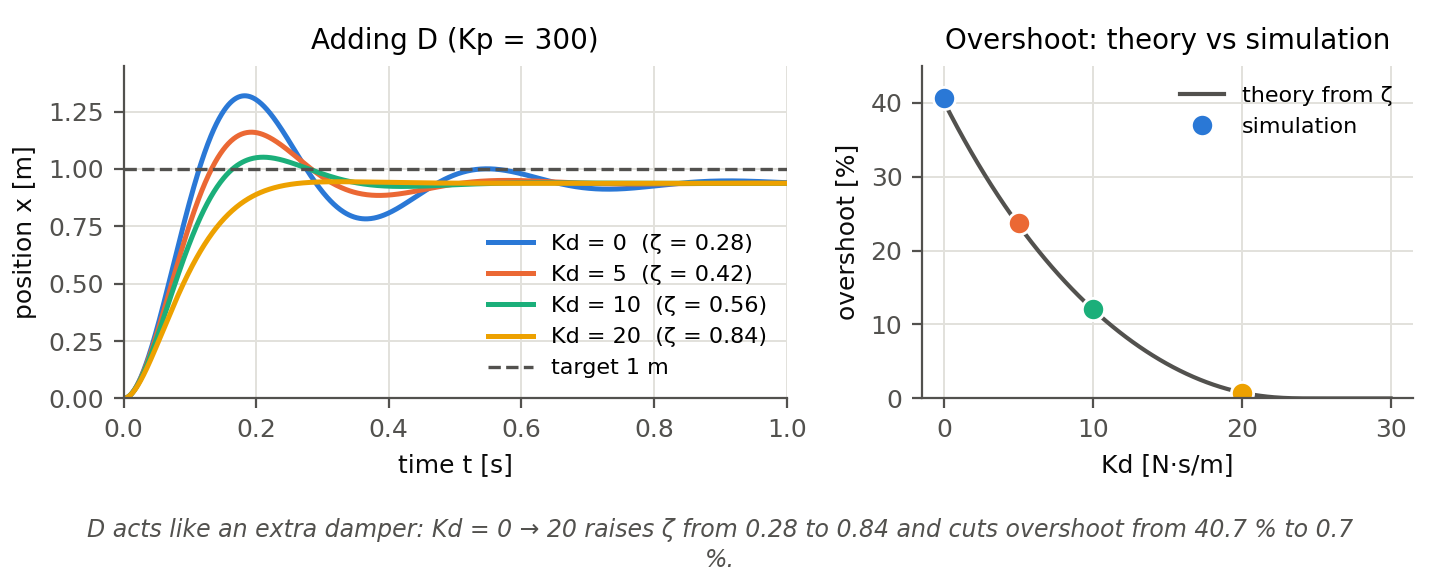 Adding D (Kp = 300)
position x [m]
1.25
1.00
0.75
0.50
0.25
0.00
Kd = 0 (ζ = 0.28)
Kd = 5 (ζ = 0.42)
Kd = 10 (ζ = 0.56)
Kd = 20 (ζ = 0.84)
target 1 m
0.0 0.2 0.4 0.6 0.8 1.0
time t [s]
Overshoot: theory vs simulation
overshoot [%]
40
30
20
10
0
theory from ζ
simulation
0 10 20 30
Kd [N·s/m]
D acts like an extra damper: Kd = 0 → 20 raises ζ from 0.28 to 0.84 and cuts overshoot from 40.7 % to 0.7
%.